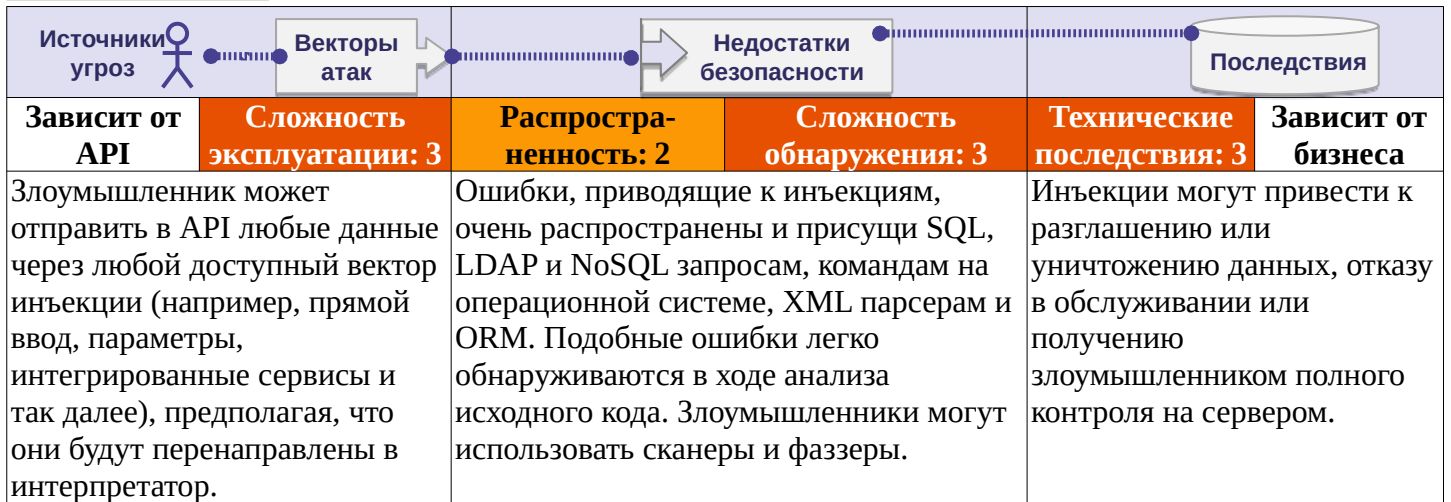 Источники
угроз
Векторы
атак
Недостатки
безопасности
Последствия
Зависит от
API
Сложность
эксплуатации: 3
Распростра-
ненность: 2
Сложность
обнаружения: 3
Технические
последствия: 3
Зависит от
бизнеса
Злоумышленник может
отправить в API любые данные
через любой доступный вектор
инъекции (например, прямой
ввод, параметры,
интегрированные сервисы и
так далее), предполагая, что
они будут перенаправлены в
интерпретатор.
Ошибки, приводящие к инъекциям,
очень распространены и присущи SQL,
LDAP и NoSQL запросам, командам на
операционной системе, XML парсерам и
ORM. Подобные ошибки легко
обнаруживаются в ходе анализа
исходного кода. Злоумышленники могут
использовать сканеры и фаззеры.
Инъекции могут привести к
разглашению или
уничтожению данных, отказу
в обслуживании или
получению
злоумышленником полного
контроля на сервером.